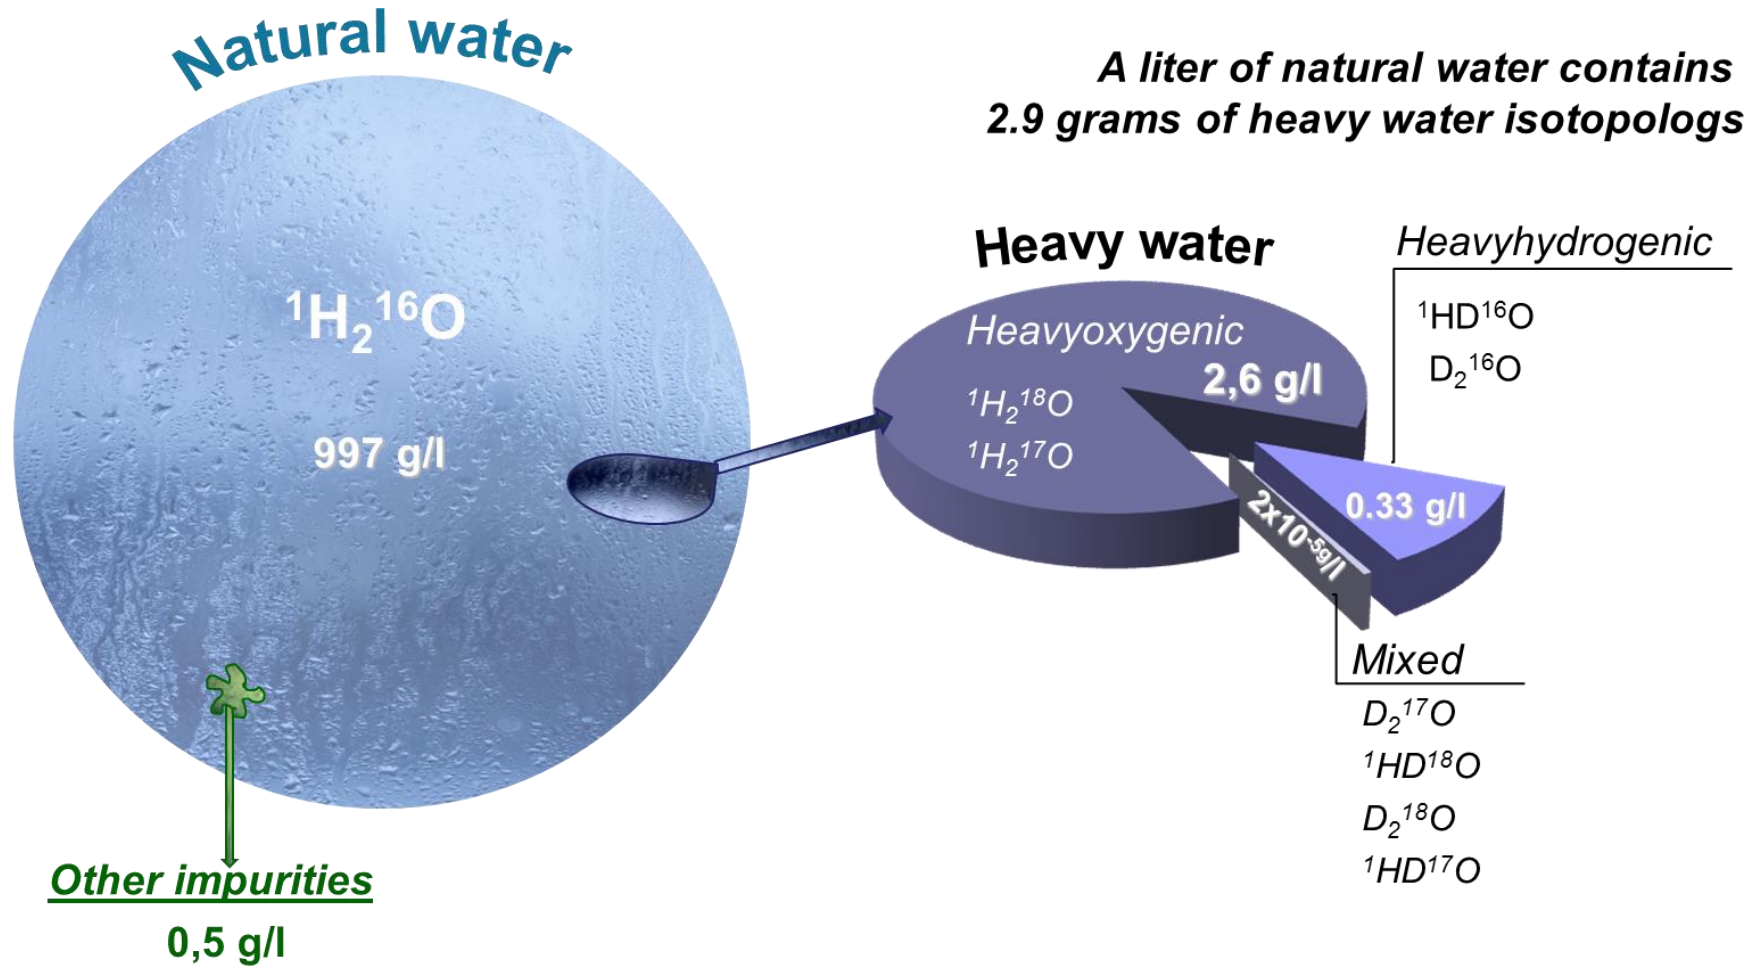 Natural water
¹H₂¹⁶O
997 g/l
Other impurities
0,5 g/l
A liter of natural water contains
2.9 grams of heavy water isotopologs
Heavy water
Heavyoxygenic
2,6 g/l
¹H₂¹⁸O
¹H₂¹⁷O
Heavyhydrogenic
¹HD¹⁶O
D₂¹⁶O
0.33 g/l
2x10⁻⁵g/l
Mixed
D₂¹⁷O
¹HD¹⁸O
D₂¹⁸O
¹HD¹⁷O